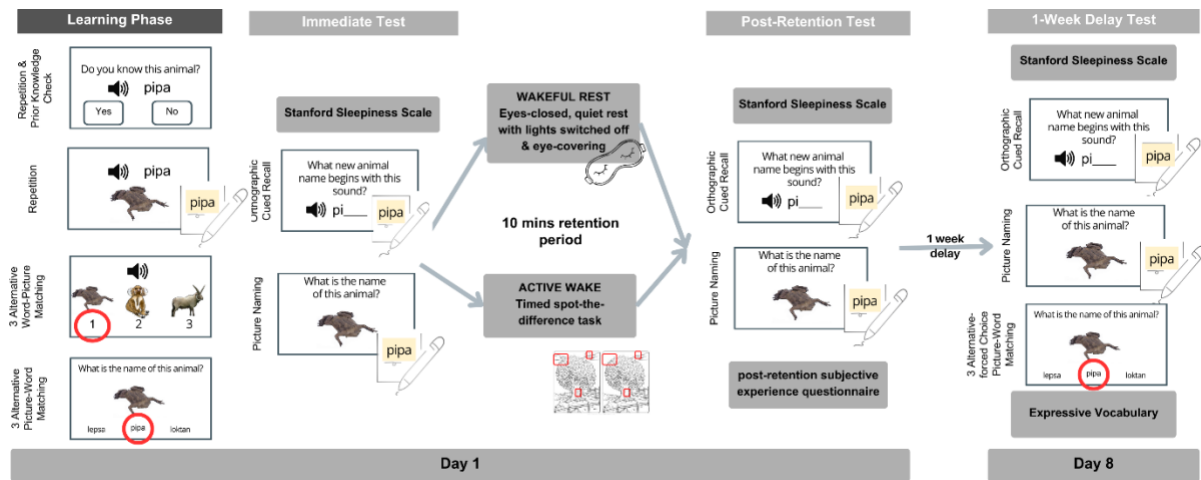 Learning Phase
Repetition &
Prior Knowledge
Check
Do you know this animal?
pipa
Yes
No
Repetition
pipa
pipa
3 Alternative
Word-Picture
Matching
1
2
3
3 Alternative
Picture-Word
Matching
What is the name of this animal?
lepsa
pipa
loktan
Immediate Test
Stanford Sleepiness Scale
Orthographic
Cued Recall
What new animal
name begins with this
sound?
pi___
pipa
Picture Naming
What is the name
of this animal?
pipa
WAKEFUL REST
Eyes-closed, quiet rest
with lights switched off
& eye-covering
10 mins retention
period
ACTIVE WAKE
Timed spot-the-
difference task
Post-Retention Test
Stanford Sleepiness Scale
Orthographic
Cued Recall
What new animal
name begins with this
sound?
pi___
pipa
Picture Naming
What is the name
of this animal?
pipa
post-retention subjective
experience questionnaire
1 week
delay
1-Week Delay Test
Stanford Sleepiness Scale
Orthographic
Cued Recall
What new animal
name begins with this
sound?
pi___
pipa
Picture Naming
What is the name
of this animal?
pipa
3 Alternative-
forced Choice
Picture-Word
Matching
What is the name of this animal?
lepsa
pipa
loktan
Expressive Vocabulary
Day 1
Day 8